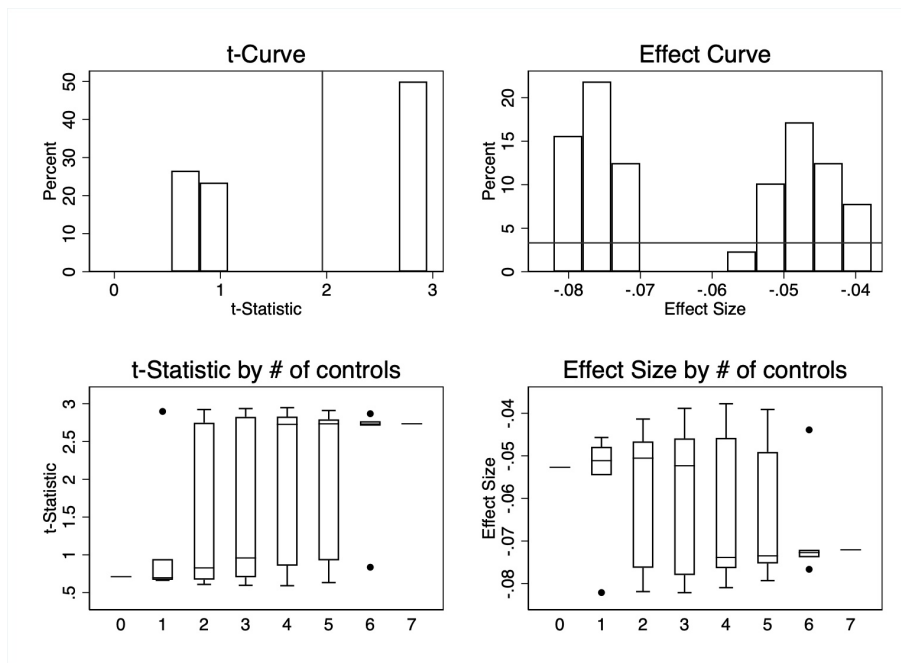 t-Curve
Percent
50
40
30
20
10
0
0 1 2 3
t-Statistic
Effect Curve
Percent
20
15
10
5
0
-.08 -.07 -.06 -.05 -.04
Effect Size
t-Statistic by # of controls
t-Statistic
3
2.5
2
1.5
1
.5
0 1 2 3 4 5 6 7
Effect Size by # of controls
Effect Size
-.04
-.05
-.06
-.07
-.08
0 1 2 3 4 5 6 7